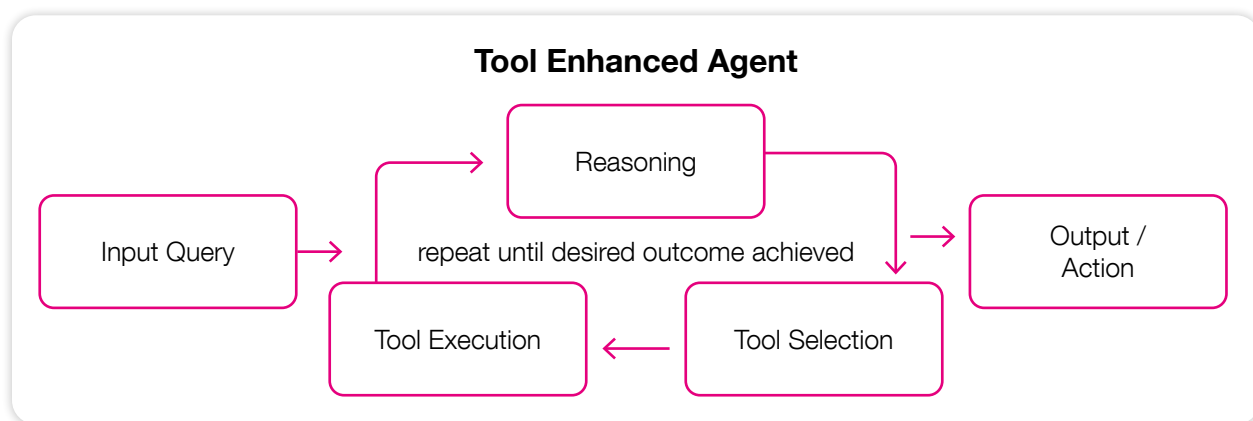 Tool Enhanced Agent
Reasoning
Input Query
repeat until desired outcome achieved
Output /
Action
Tool Execution
Tool Selection